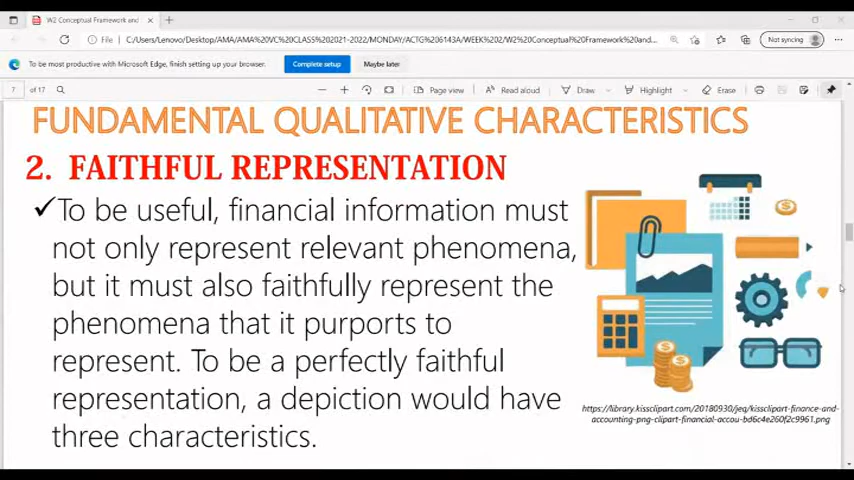 W2 Conceptual Framework and
File
C:/Users/Lenovo/Desktop/AMA/AMA%20VC%20CLASS%202021-2022/MONDAY/ACTG%206143A/WEEK%202/W2%20Conceptual%20Framework%20and...
Not syncing
To be most productive with Microsoft Edge, finish setting up your browser.
Complete setup
Maybe later
7 of 17
Page view
Read aloud
Draw
Highlight
Erase
FUNDAMENTAL QUALITATIVE CHARACTERISTICS
2. FAITHFUL REPRESENTATION
✓To be useful, financial information must
not only represent relevant phenomena,
but it must also faithfully represent the
phenomena that it purports to
represent. To be a perfectly faithful
representation, a depiction would have
three characteristics.
https://library.kissclipart.com/20180930/jeq/kissclipart-finance-and-
accounting-png-clipart-financial-accou-bd6c4e260f2c9961.png